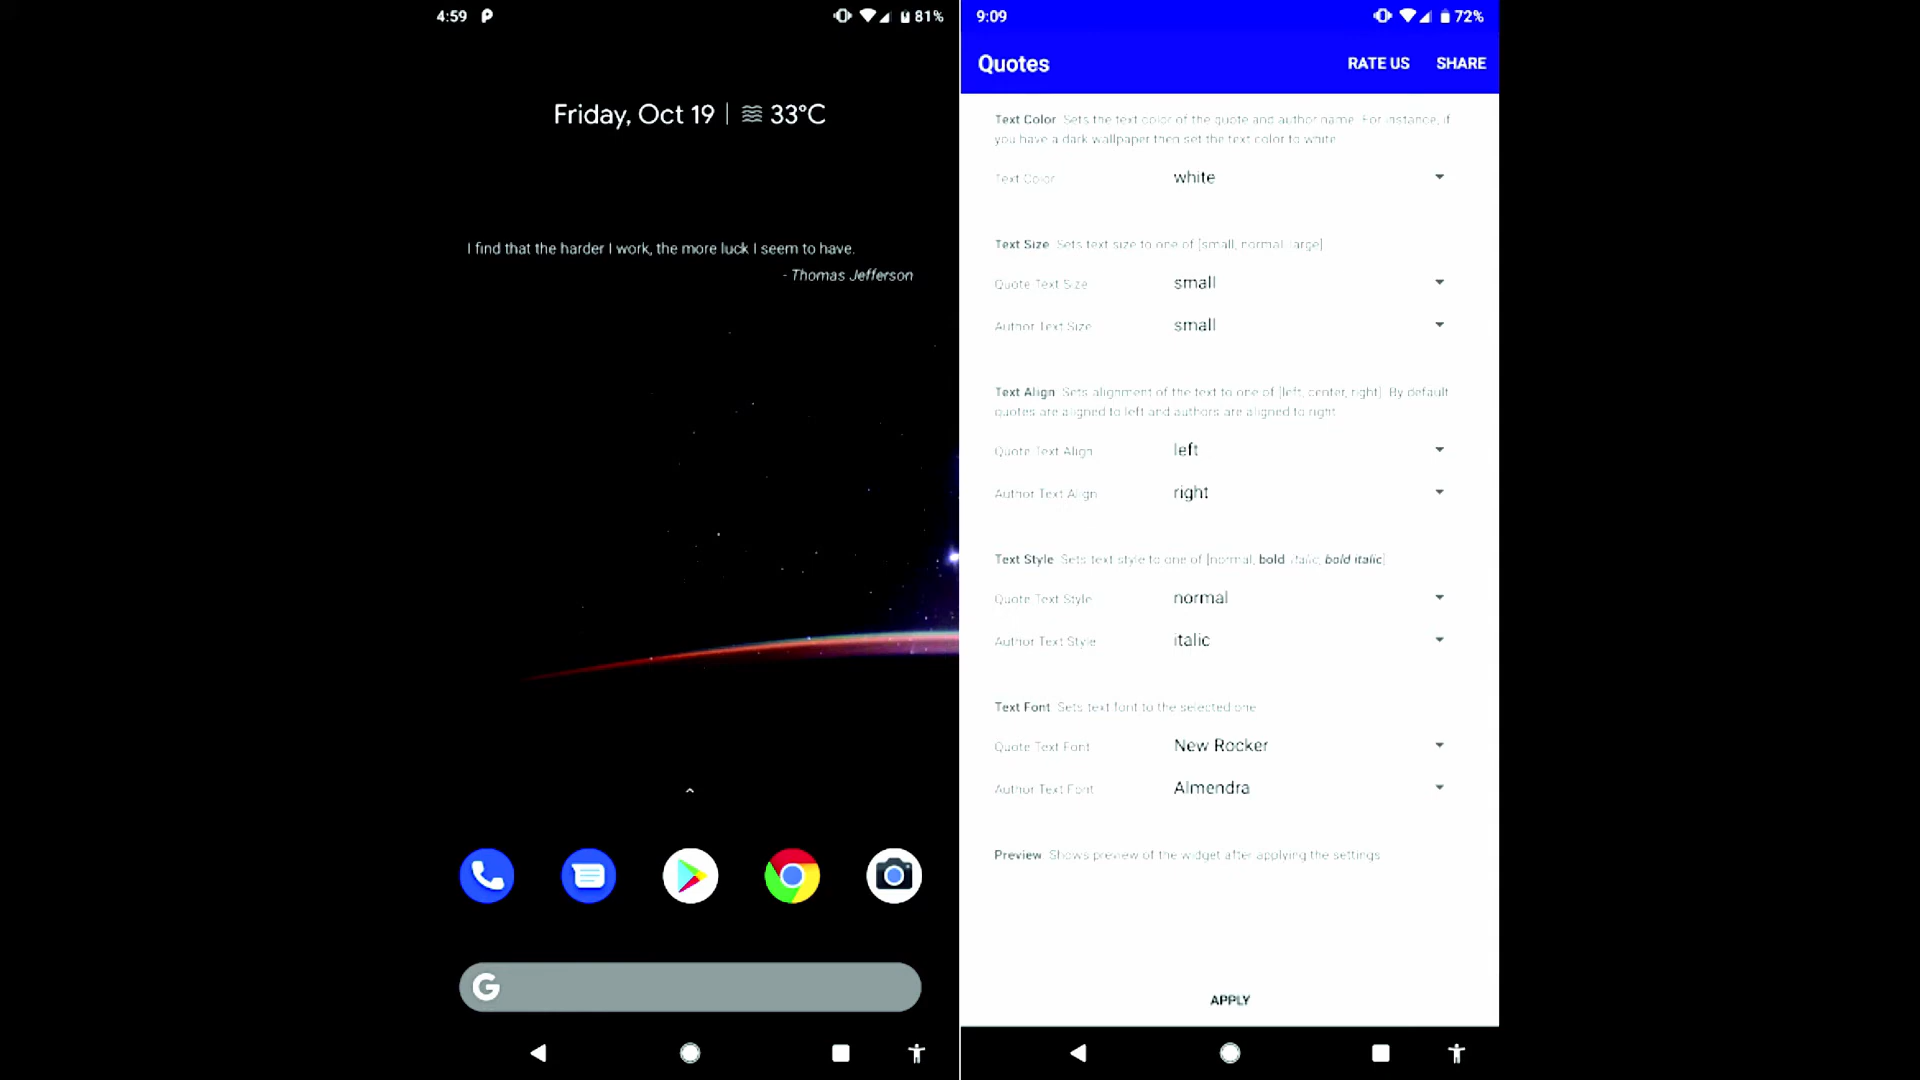 4:59
81%
Friday, Oct 19 | 33°C
I find that the harder I work, the more luck I seem to have.
- Thomas Jefferson
G
9:09
72%
Quotes
RATE US
SHARE
Text Color Sets the text color of the quote and author name. For instance, if
you have a dark wallpaper then set the text color to white
Text Color
white
Text Size Sets text size to one of [small, normal, large]
Quote Text Size
small
Author Text Size
small
Text Align Sets alignment of the text to one of [left, center, right]. By default
quotes are aligned to left and authors are aligned to right
Quote Text Align
left
Author Text Align
right
Text Style Sets text style to one of [normal, bold, italic, bold italic]
Quote Text Style
normal
Author Text Style
italic
Text Font Sets text font to the selected one
Quote Text Font
New Rocker
Author Text Font
Almendra
Preview Shows preview of the widget after applying the settings
APPLY